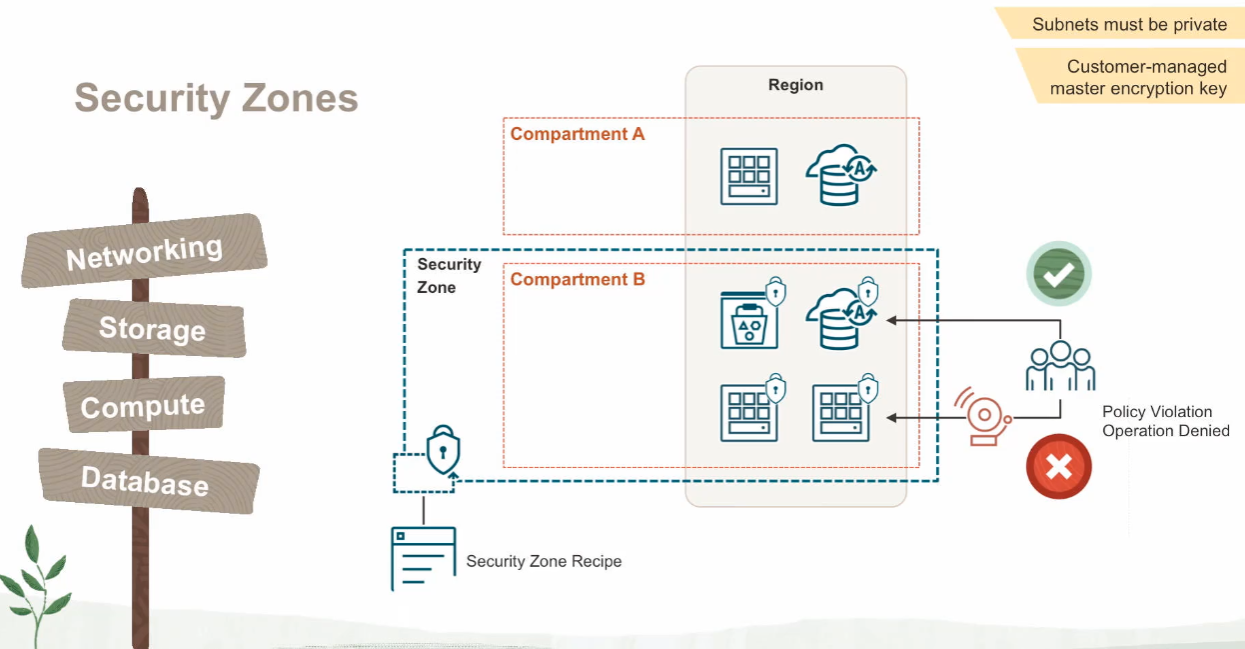 Subnets must be private
Customer-managed
master encryption key
Security Zones
Region
Compartment A
Networking
Storage
Compute
Database
Security
Zone
Compartment B
A
A
Policy Violation
Operation Denied
Security Zone Recipe